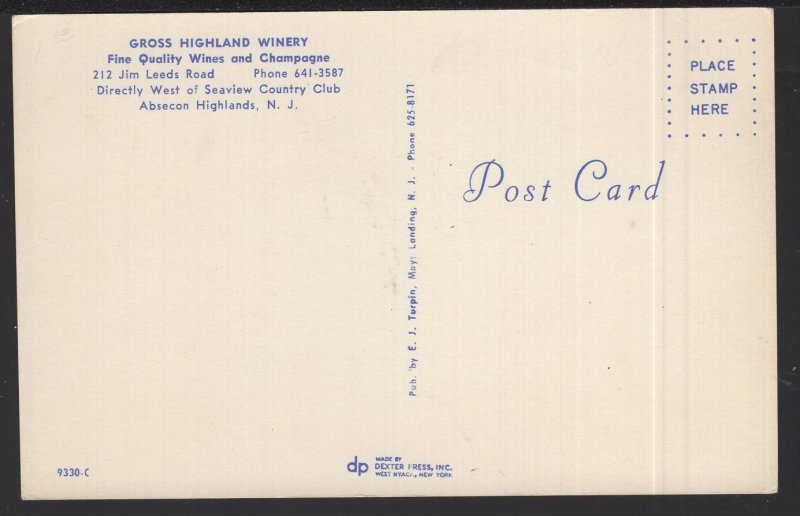 GROSS HIGHLAND WINERY
Fine Quality Wines and Champagne
212 Jim Leeds Road Phone 641-3587
Directly West of Seaview Country Club
Absecon Highlands, N. J.
PLACE
STAMP
HERE
Post Card
Pub. by E. J. Turpin, Mays Landing, N. J. - Phone 625-8171
9330-C
dp
MADE BY
DEXTER PRESS, INC.
WEST NYACK, NEW YORK